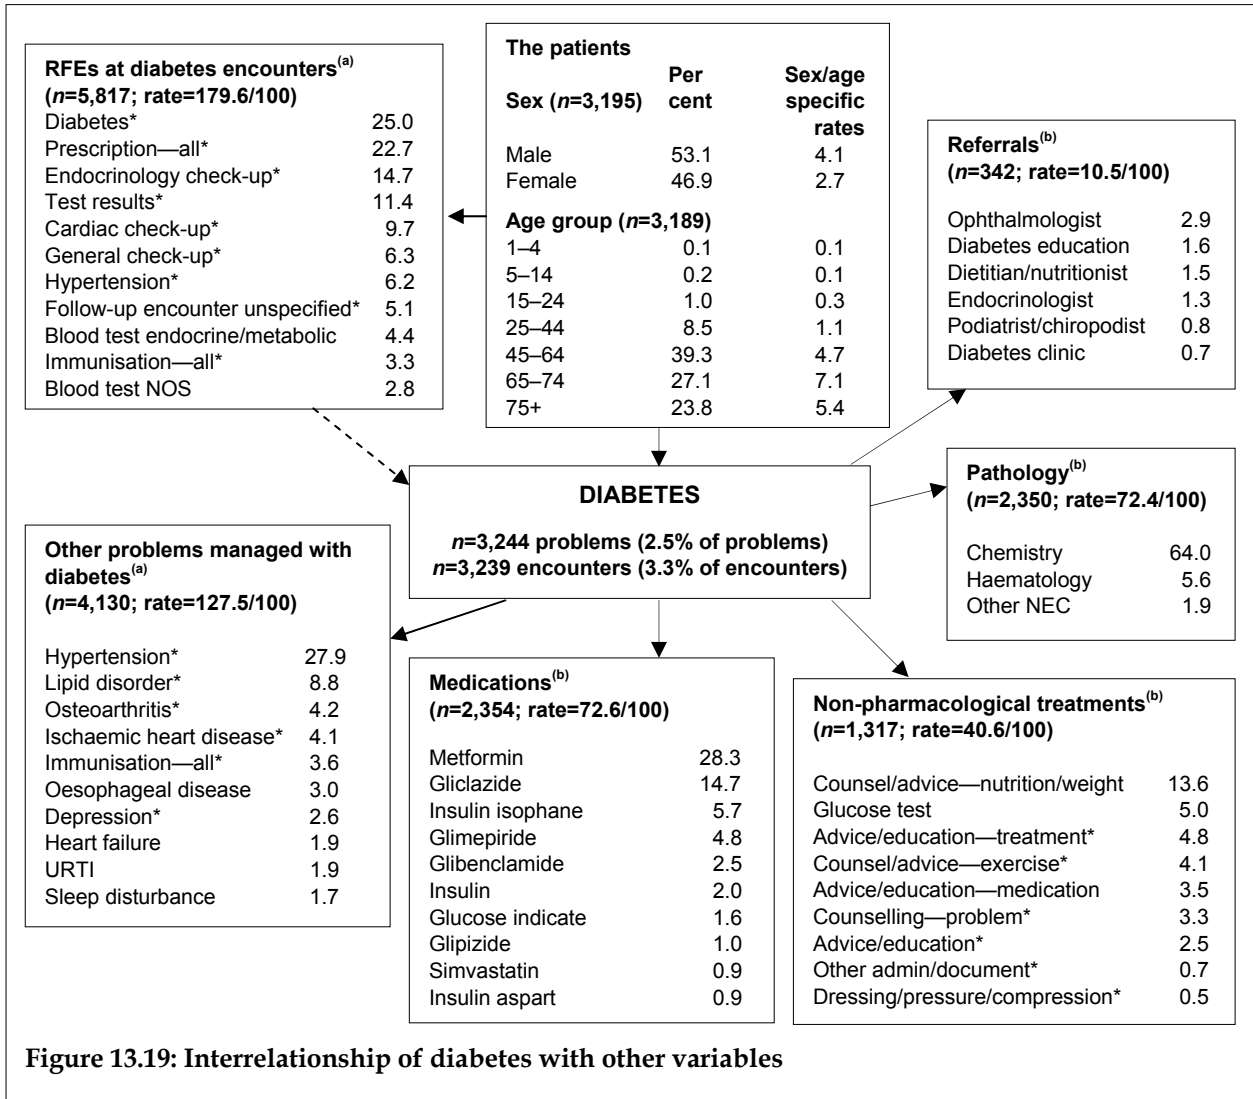 RFEs at diabetes encounters(a)
(n=5,817; rate=179.6/100)
Diabetes* 25.0
Prescription—all* 22.7
Endocrinology check-up* 14.7
Test results* 11.4
Cardiac check-up* 9.7
General check-up* 6.3
Hypertension* 6.2
Follow-up encounter unspecified* 5.1
Blood test endocrine/metabolic 4.4
Immunisation—all* 3.3
Blood test NOS 2.8
The patients
Per Sex/age
Sex (n=3,195) cent specific
rates
Male 53.1 4.1
Female 46.9 2.7
Age group (n=3,189)
1–4 0.1 0.1
5–14 0.2 0.1
15–24 1.0 0.3
25–44 8.5 1.1
45–64 39.3 4.7
65–74 27.1 7.1
75+ 23.8 5.4
Referrals(b)
(n=342; rate=10.5/100)
Ophthalmologist 2.9
Diabetes education 1.6
Dietitian/nutritionist 1.5
Endocrinologist 1.3
Podiatrist/chiropodist 0.8
Diabetes clinic 0.7
DIABETES
n=3,244 problems (2.5% of problems)
n=3,239 encounters (3.3% of encounters)
Pathology(b)
(n=2,350; rate=72.4/100)
Chemistry 64.0
Haematology 5.6
Other NEC 1.9
Other problems managed with
diabetes(a)
(n=4,130; rate=127.5/100)
Hypertension* 27.9
Lipid disorder* 8.8
Osteoarthritis* 4.2
Ischaemic heart disease* 4.1
Immunisation—all* 3.6
Oesophageal disease 3.0
Depression* 2.6
Heart failure 1.9
URTI 1.9
Sleep disturbance 1.7
Medications(b)
(n=2,354; rate=72.6/100)
Metformin 28.3
Gliclazide 14.7
Insulin isophane 5.7
Glimepiride 4.8
Glibenclamide 2.5
Insulin 2.0
Glucose indicate 1.6
Glipizide 1.0
Simvastatin 0.9
Insulin aspart 0.9
Non-pharmacological treatments(b)
(n=1,317; rate=40.6/100)
Counsel/advice—nutrition/weight 13.6
Glucose test 5.0
Advice/education—treatment* 4.8
Counsel/advice—exercise* 4.1
Advice/education—medication 3.5
Counselling—problem* 3.3
Advice/education* 2.5
Other admin/document* 0.7
Dressing/pressure/compression* 0.5
Figure 13.19: Interrelationship of diabetes with other variables